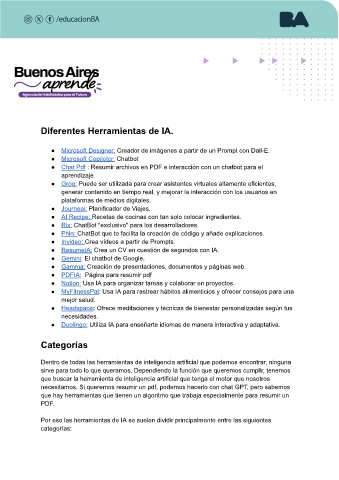 /educacionBA
BA
Buenos Aires
aprende
Agencia de Habilidades para el Futuro
Diferentes Herramientas de IA.
● Microsoft Designer: Creador de imágenes a partir de un Prompt con Dall-E.
● Microsoft Copilotor: Chatbot
● Chat Pdf : Resumir archivos en PDF e interacción con un chatbot para el
aprendizaje.
● Groq: Puede ser utilizada para crear asistentes virtuales altamente eficientes,
generar contenido en tiempo real, y mejorar la interacción con los usuarios en
plataformas de medios digitales.
● Journeai: Planificador de Viajes.
● AI Recipe: Recetas de cocinas con tan solo colocar ingredientes.
● iRix: ChatBot "exclusivo" para los desarrolladores
● Phin: ChatBot que te facilita la creación de código y añade explicaciones.
● Invideo: Crea vídeos a partir de Prompts.
● ResumeIA: Crea un CV en cuestión de segundos con IA.
● Gemini: El chatbot de Google.
● Gamma: Creación de presentaciones, documentos y páginas web.
● PDFIA: Página para resumir pdf
● Notion: Usa IA para organizar tareas y colaborar en proyectos.
● MyFitnessPal: Usa IA para rastrear hábitos alimenticios y ofrecer consejos para una
mejor salud.
● Headspace: Ofrece meditaciones y técnicas de bienestar personalizadas según tus
necesidades.
● Duolingo: Utiliza IA para enseñarte idiomas de manera interactiva y adaptativa.
Categorías
Dentro de todas las herramientas de inteligencia artificial que podemos encontrar, ninguna
sirve para todo lo que queramos. Dependiendo la función que queremos cumplir, tenemos
que buscar la herramienta de inteligencia artificial que tonga el motor que nosotros
necesitamos. Si queremos resumir un pdf, podemos hacerlo con chat GPT, pero sabemos
que hay herramientas que tienen un algoritmo que trabaja especialmente para resumir un
PDF.
Por eso las herramientas de IA se suelen dividir principalmente entre las siguientes
categorías: